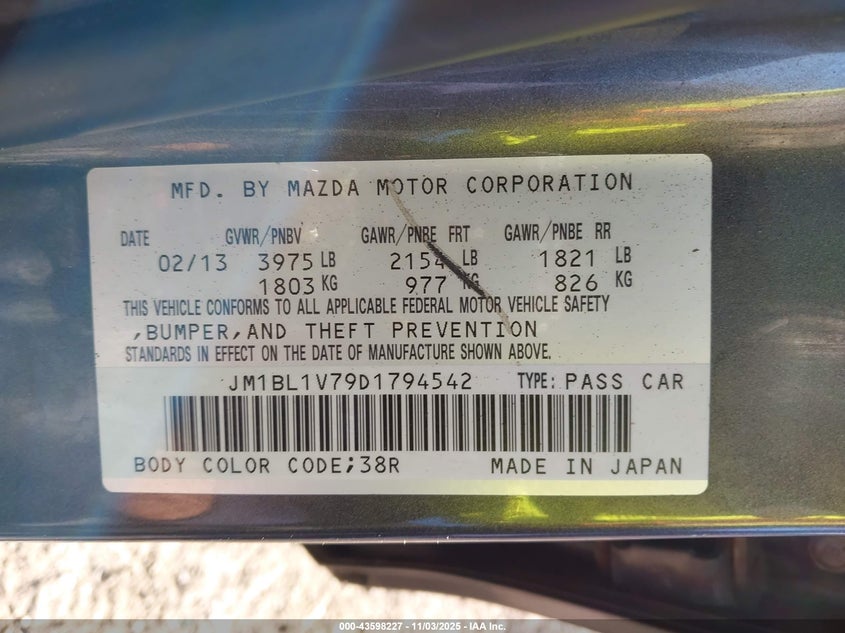 MFD. BY MAZDA MOTOR CORPORATION
DATE GVWR/PNBV GAWR/PNBE FRT GAWR/PNBE RR
02/13 3975 LB 2154 LB 1821 LB
1803 KG 977 KG 826 KG
THIS VEHICLE CONFORMS TO ALL APPLICABLE FEDERAL MOTOR VEHICLE SAFETY
,BUMPER,AND THEFT PREVENTION
STANDARDS IN EFFECT ON THE DATE OF MANUFACTURE SHOWN ABOVE.
JM1BL1V79D1794542 TYPE: PASS CAR
BODY COLOR CODE;38R MADE IN JAPAN
000-43598227 - 11/03/2025 - IAA Inc.